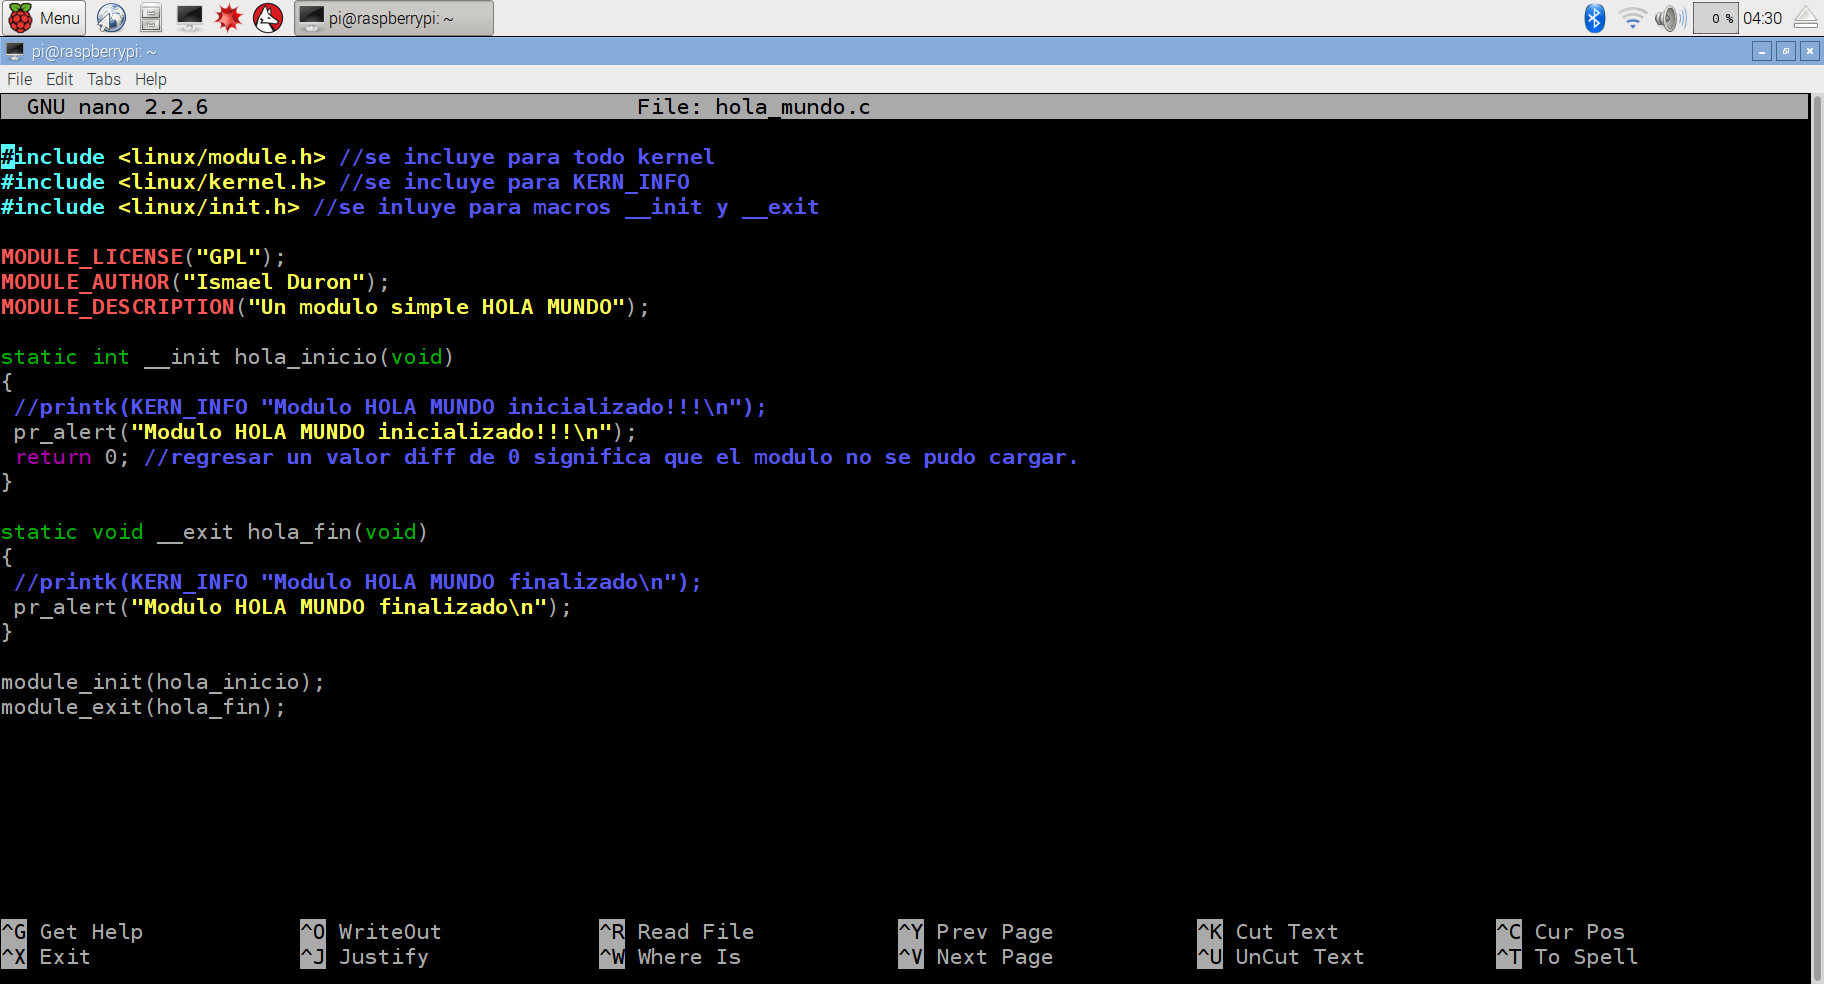 Menu pi@raspberrypi: ~ 0 % 04:30
pi@raspberrypi: ~
File Edit Tabs Help
GNU nano 2.2.6 File: hola_mundo.c
#include <linux/module.h> //se incluye para todo kernel
#include <linux/kernel.h> //se incluye para KERN_INFO
#include <linux/init.h> //se inluye para macros __init y __exit
MODULE_LICENSE("GPL");
MODULE_AUTHOR("Ismael Duron");
MODULE_DESCRIPTION("Un modulo simple HOLA MUNDO");
static int __init hola_inicio(void)
{
//printk(KERN_INFO "Modulo HOLA MUNDO inicializado!!!\n");
pr_alert("Modulo HOLA MUNDO inicializado!!!\n");
return 0; //regresar un valor diff de 0 significa que el modulo no se pudo cargar.
}
static void __exit hola_fin(void)
{
//printk(KERN_INFO "Modulo HOLA MUNDO finalizado\n");
pr_alert("Modulo HOLA MUNDO finalizado\n");
}
module_init(hola_inicio);
module_exit(hola_fin);
^G Get Help ^O WriteOut ^R Read File ^Y Prev Page ^K Cut Text ^C Cur Pos
^X Exit ^J Justify ^W Where Is ^V Next Page ^U UnCut Text ^T To Spell